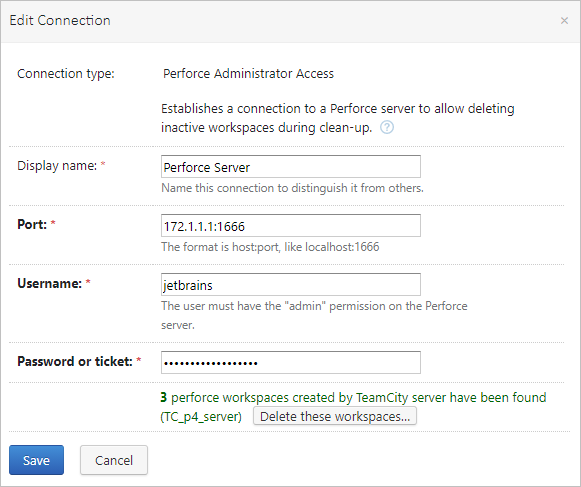 Edit Connection ×
Connection type: Perforce Administrator Access
Establishes a connection to a Perforce server to allow deleting
inactive workspaces during clean-up. ?
Display name: * Perforce Server
Name this connection to distinguish it from others.
Port: * 172.1.1.1:1666
The format is host:port, like localhost:1666
Username: * jetbrains
The user must have the "admin" permission on the Perforce
server.
Password or ticket: * ••••••••••••••••••
3 perforce workspaces created by TeamCity server have been found
(TC_p4_server) Delete these workspaces...
Save Cancel